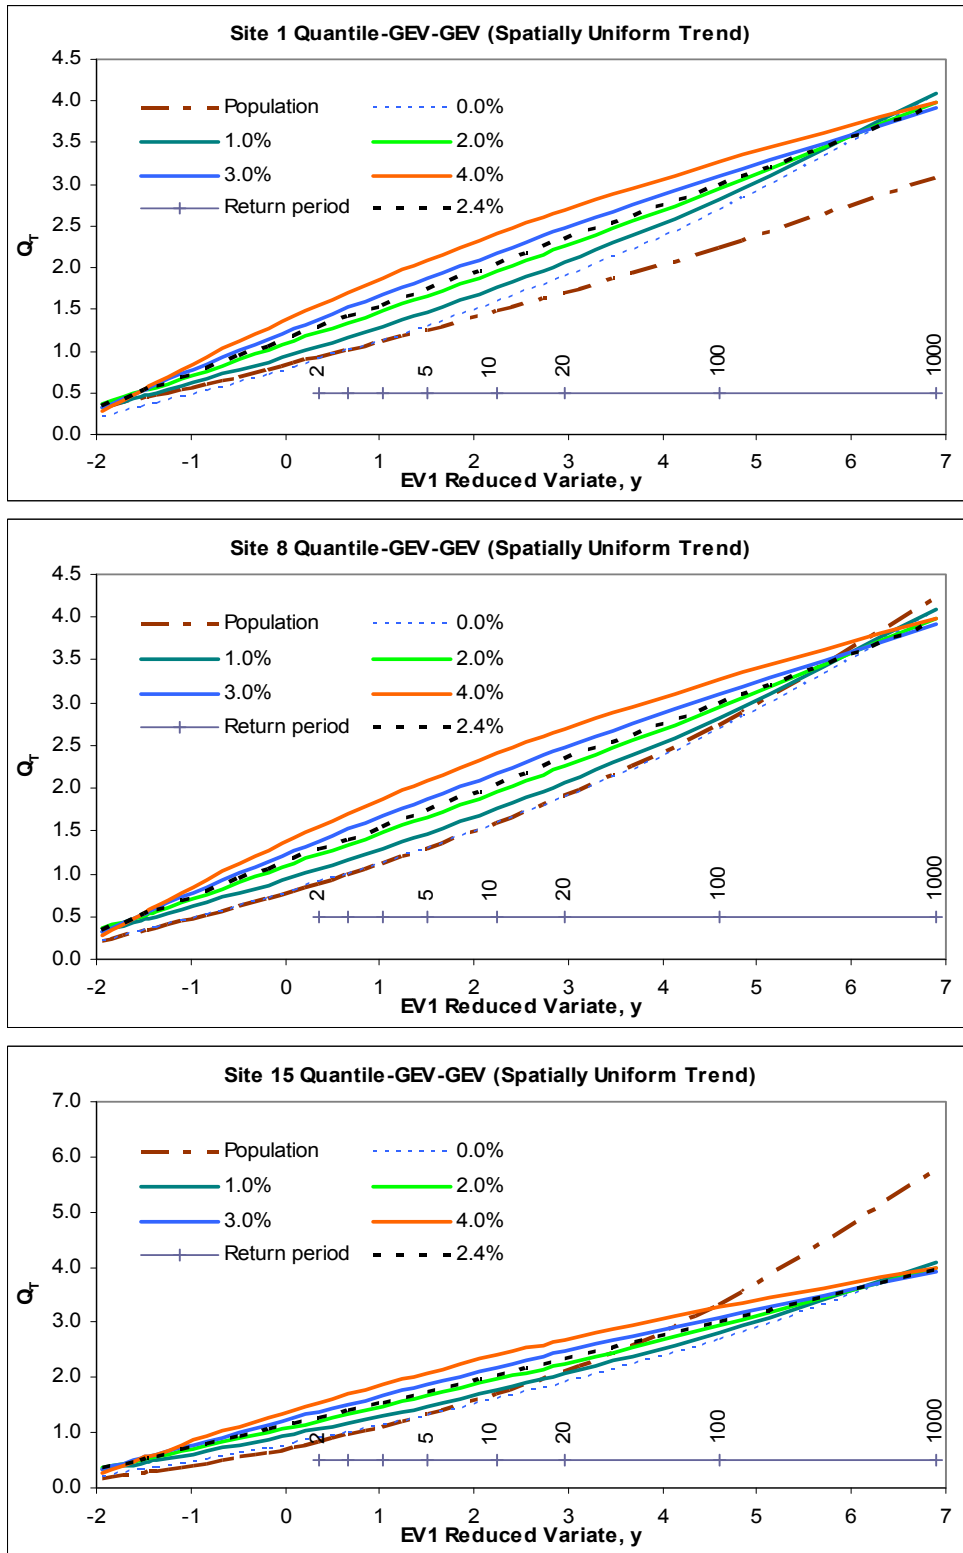 Site 1 Quantile-GEV-GEV (Spatially Uniform Trend)
4.5
4.0
3.5
3.0
2.5
2.0
1.5
1.0
0.5
0.0
QT
Population 0.0%
1.0% 2.0%
3.0% 4.0%
Return period 2.4%
2 5 10 20 100 1000
-2 -1 0 1 2 3 4 5 6 7
EV1 Reduced Variate, y
Site 8 Quantile-GEV-GEV (Spatially Uniform Trend)
4.5
4.0
3.5
3.0
2.5
2.0
1.5
1.0
0.5
0.0
QT
Population 0.0%
1.0% 2.0%
3.0% 4.0%
Return period 2.4%
2 5 10 20 100 1000
-2 -1 0 1 2 3 4 5 6 7
EV1 Reduced Variate, y
Site 15 Quantile-GEV-GEV (Spatially Uniform Trend)
7.0
6.0
5.0
4.0
3.0
2.0
1.0
0.0
QT
Population 0.0%
1.0% 2.0%
3.0% 4.0%
Return period 2.4%
2 5 10 20 100 1000
-2 -1 0 1 2 3 4 5 6 7
EV1 Reduced Variate, y